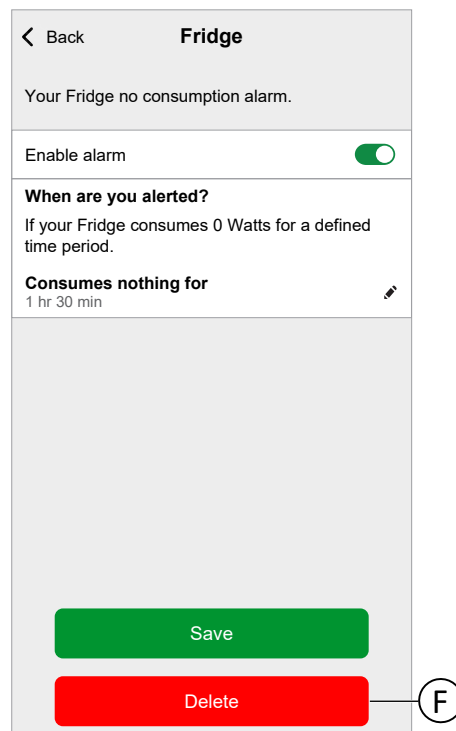 Back
Fridge
Your Fridge no consumption alarm.
Enable alarm
When are you alerted?
If your Fridge consumes 0 Watts for a defined
time period.
Consumes nothing for
1 hr 30 min
Save
Delete
F